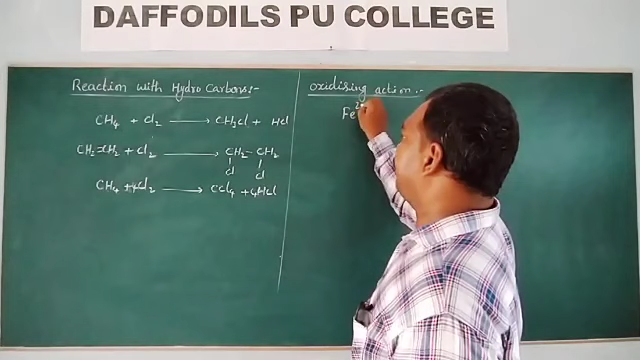 DAFFODILS PU COLLEGE
Reaction with Hydro Carbons:-
CH4 + Cl2 ⟶ CH3Cl + HCl
CH2=CH2 + Cl2 ⟶ CH2-CH2
Cl Cl
CH4 + 4Cl2 ⟶ CCl4 + 4HCl
Oxidising action:-
Fe2